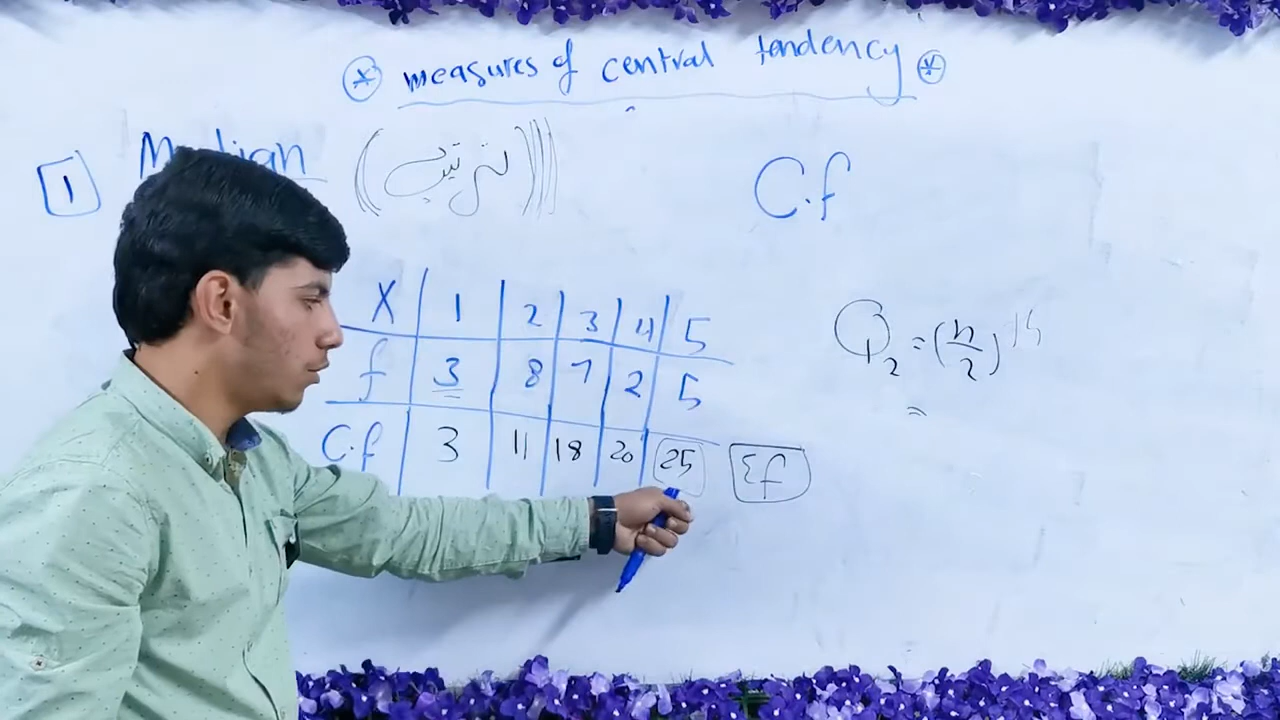 * measures of central tendency *
1 Median (((ترتيب))))
C.f
X 1 2 3 4 5
f 3 8 7 2 5
C.f 3 11 18 20 25 Σf
Q₂ = (n/2)
=